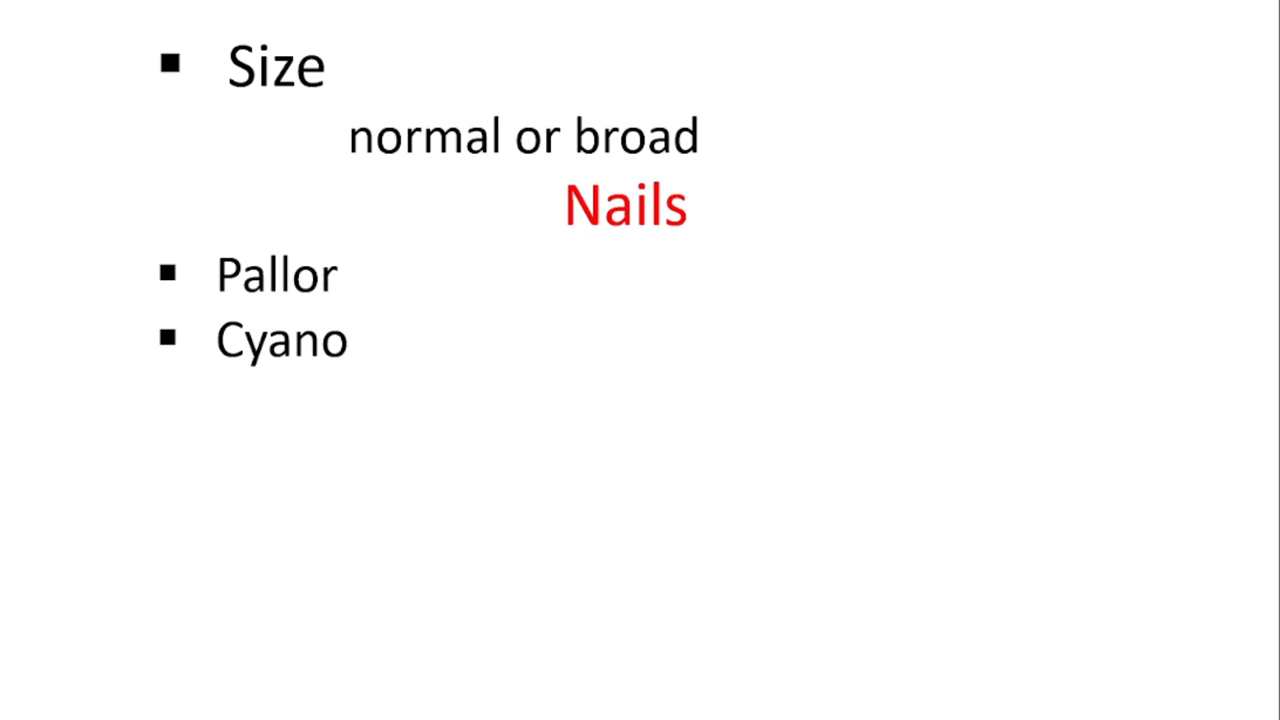 ▪ Size
normal or broad
Nails
▪ Pallor
▪ Cyano